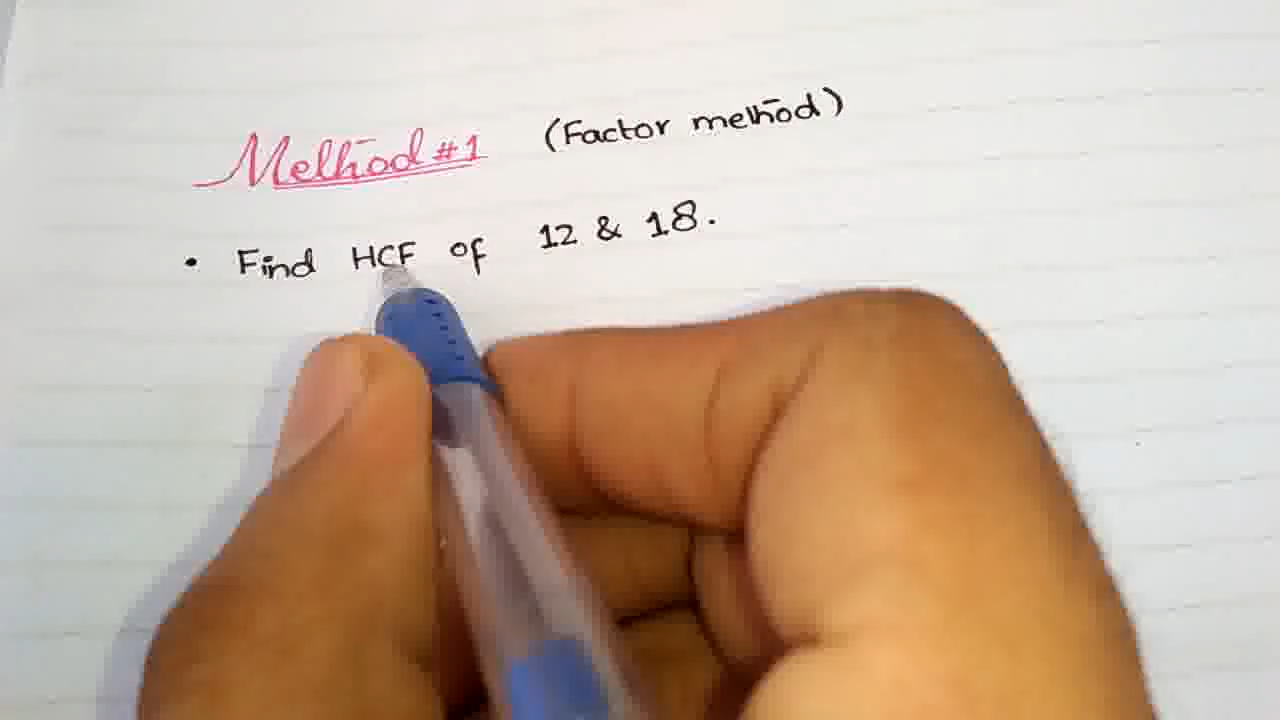 Method #1 (Factor method)
• Find HCF of 12 & 18.